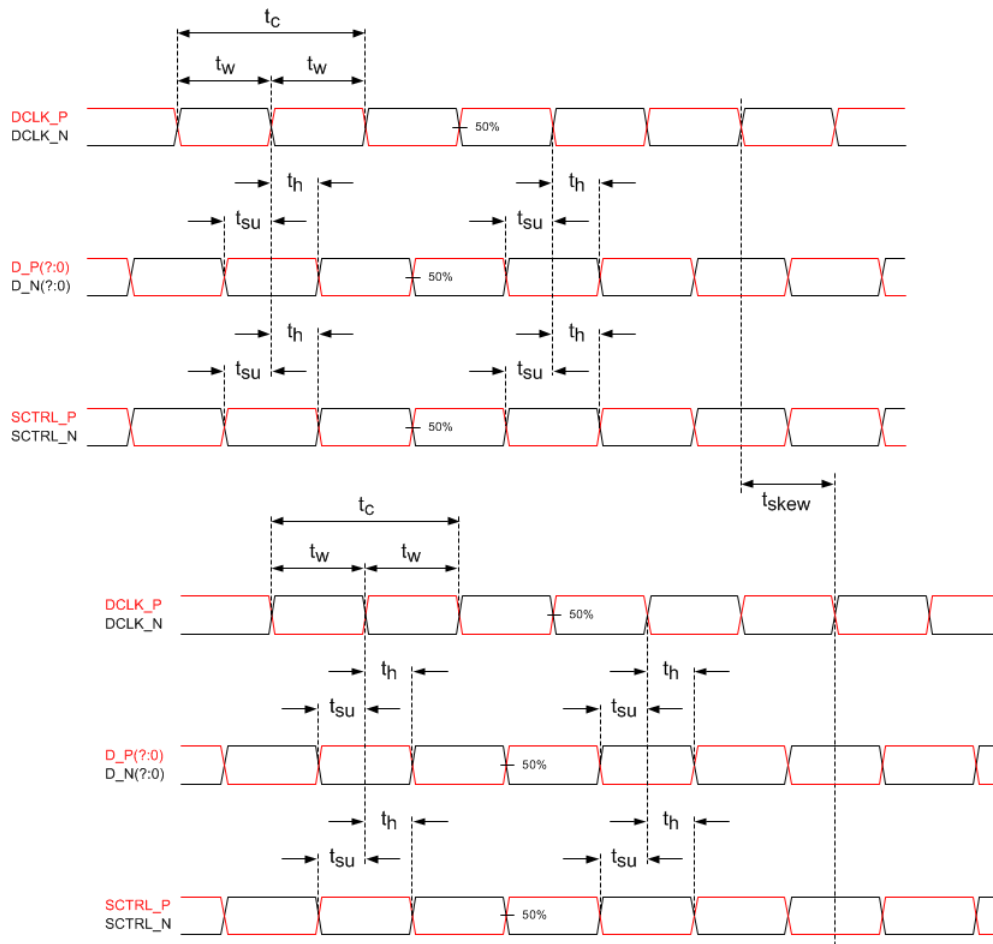 tc
tw tw
DCLK_P
DCLK_N
50%
th th
tsu tsu
D_P(?:0)
D_N(?:0)
50%
th th
tsu tsu
SCTRL_P
SCTRL_N
50%
tskew
tc
tw tw
DCLK_P
DCLK_N
50%
th th
tsu tsu
D_P(?:0)
D_N(?:0)
50%
th th
tsu tsu
SCTRL_P
SCTRL_N
50%